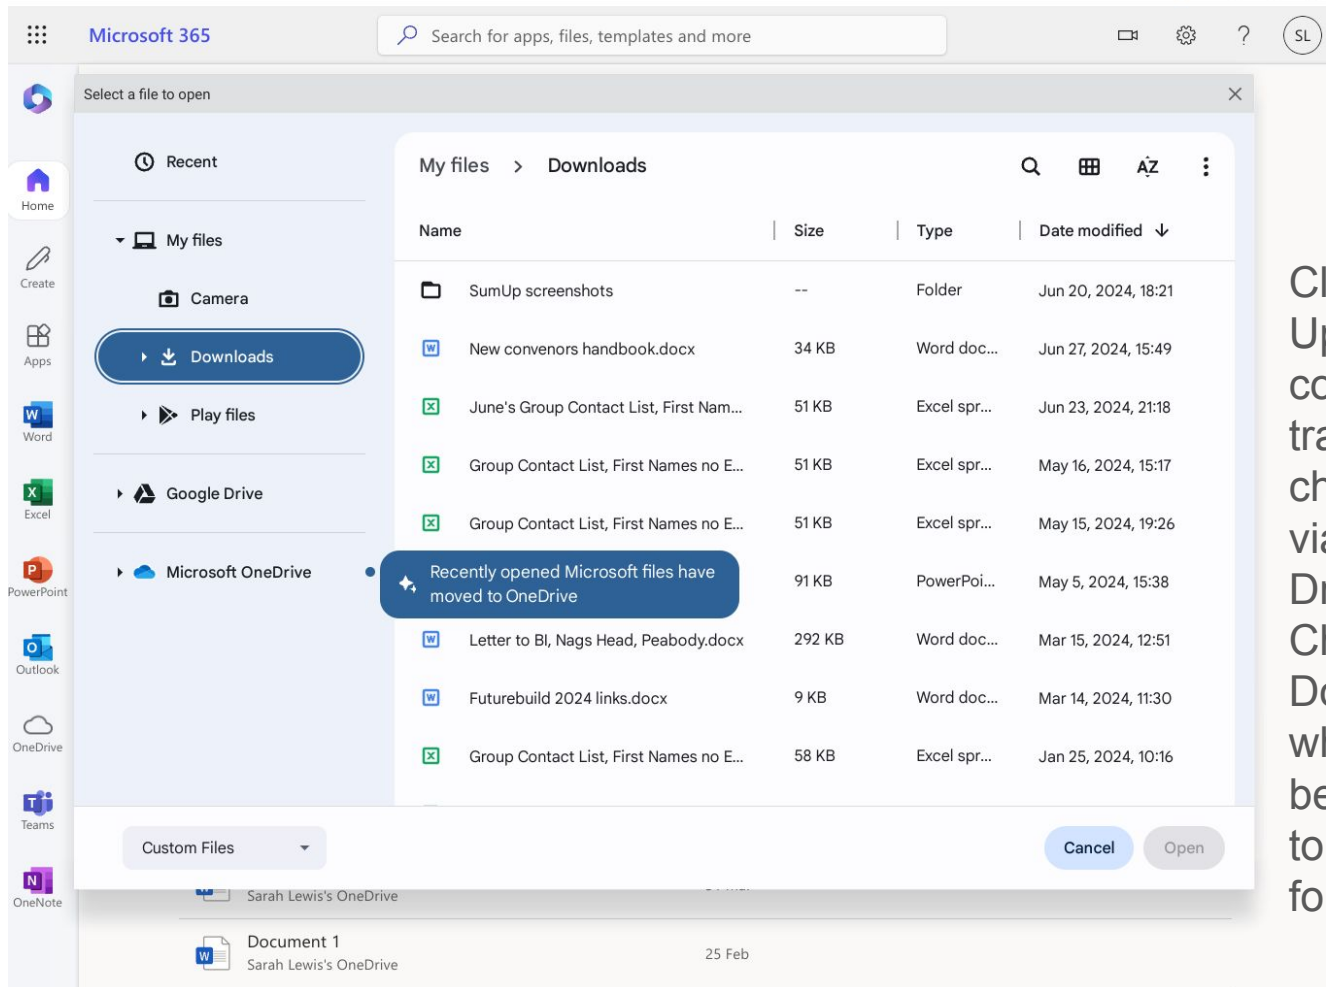 Microsoft 365
Search for apps, files, templates and more
?
SL
Select a file to open
Home
Create
Apps
Word
Excel
PowerPoint
Outlook
OneDrive
Teams
OneNote
Recent
My files
Camera
Downloads
Play files
Google Drive
Microsoft OneDrive
My files > Downloads
AZ
Name Size Type Date modified
SumUp screenshots -- Folder Jun 20, 2024, 18:21
New convenors handbook.docx 34 KB Word doc... Jun 27, 2024, 15:49
June's Group Contact List, First Nam... 51 KB Excel spr... Jun 23, 2024, 21:18
Group Contact List, First Names no E... 51 KB Excel spr... May 16, 2024, 15:17
Group Contact List, First Names no E... 51 KB Excel spr... May 15, 2024, 19:26
Recently opened Microsoft files have
moved to OneDrive
91 KB PowerPoi... May 5, 2024, 15:38
Letter to BI, Nags Head, Peabody.docx 292 KB Word doc... Mar 15, 2024, 12:51
Futurebuild 2024 links.docx 9 KB Word doc... Mar 14, 2024, 11:30
Group Contact List, First Names no E... 58 KB Excel spr... Jan 25, 2024, 10:16
Custom Files
Cancel
Open
Sarah Lewis's OneDrive
Document 1
Sarah Lewis's OneDrive
25 Feb
to